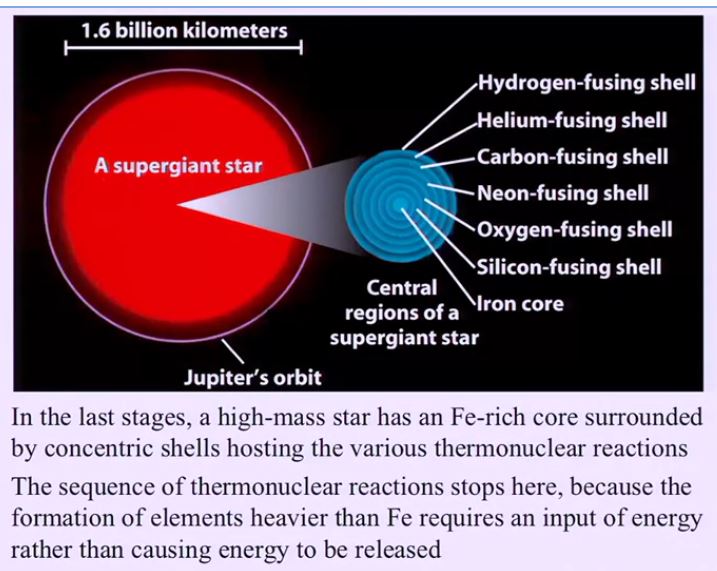 1.6 billion kilometers
A supergiant star
Jupiter's orbit
Hydrogen-fusing shell
Helium-fusing shell
Carbon-fusing shell
Neon-fusing shell
Oxygen-fusing shell
Silicon-fusing shell
Iron core
Central
regions of a
supergiant star
In the last stages, a high-mass star has an Fe-rich core surrounded
by concentric shells hosting the various thermonuclear reactions
The sequence of thermonuclear reactions stops here, because the
formation of elements heavier than Fe requires an input of energy
rather than causing energy to be released